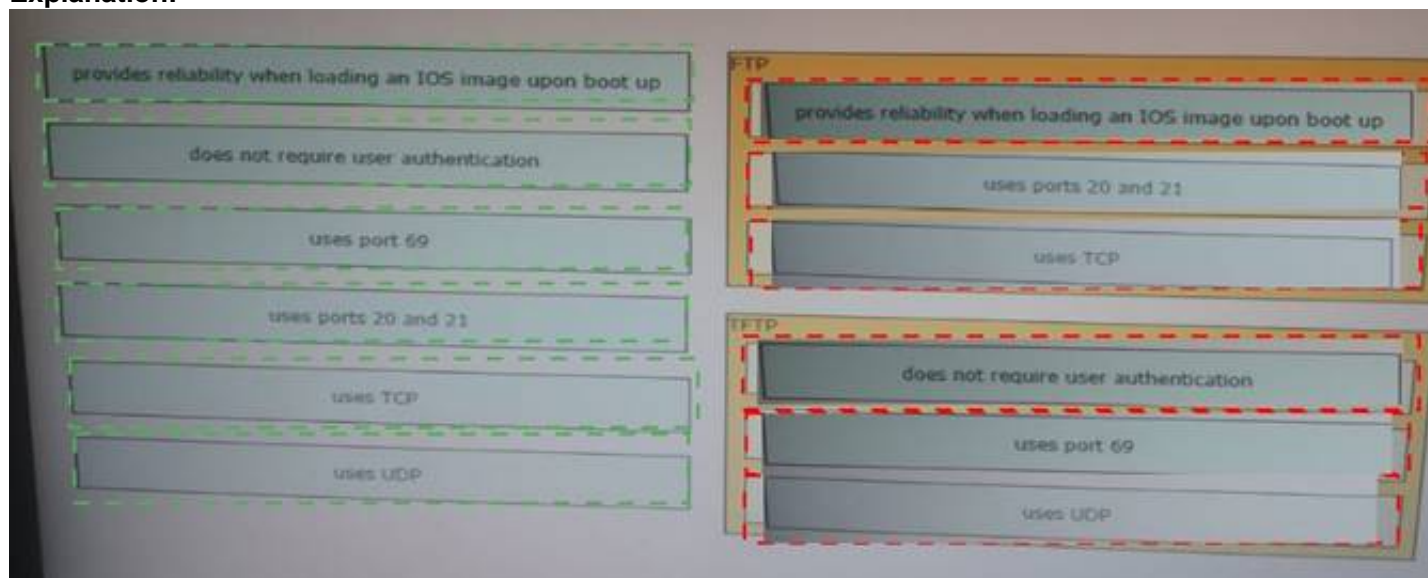 Explanation:
provides reliability when loading an IOS image upon boot up
does not require user authentication
uses port 69
uses ports 20 and 21
uses TCP
uses UDP
FTP
provides reliability when loading an IOS image upon boot up
uses ports 20 and 21
uses TCP
TFTP
does not require user authentication
uses port 69
uses UDP